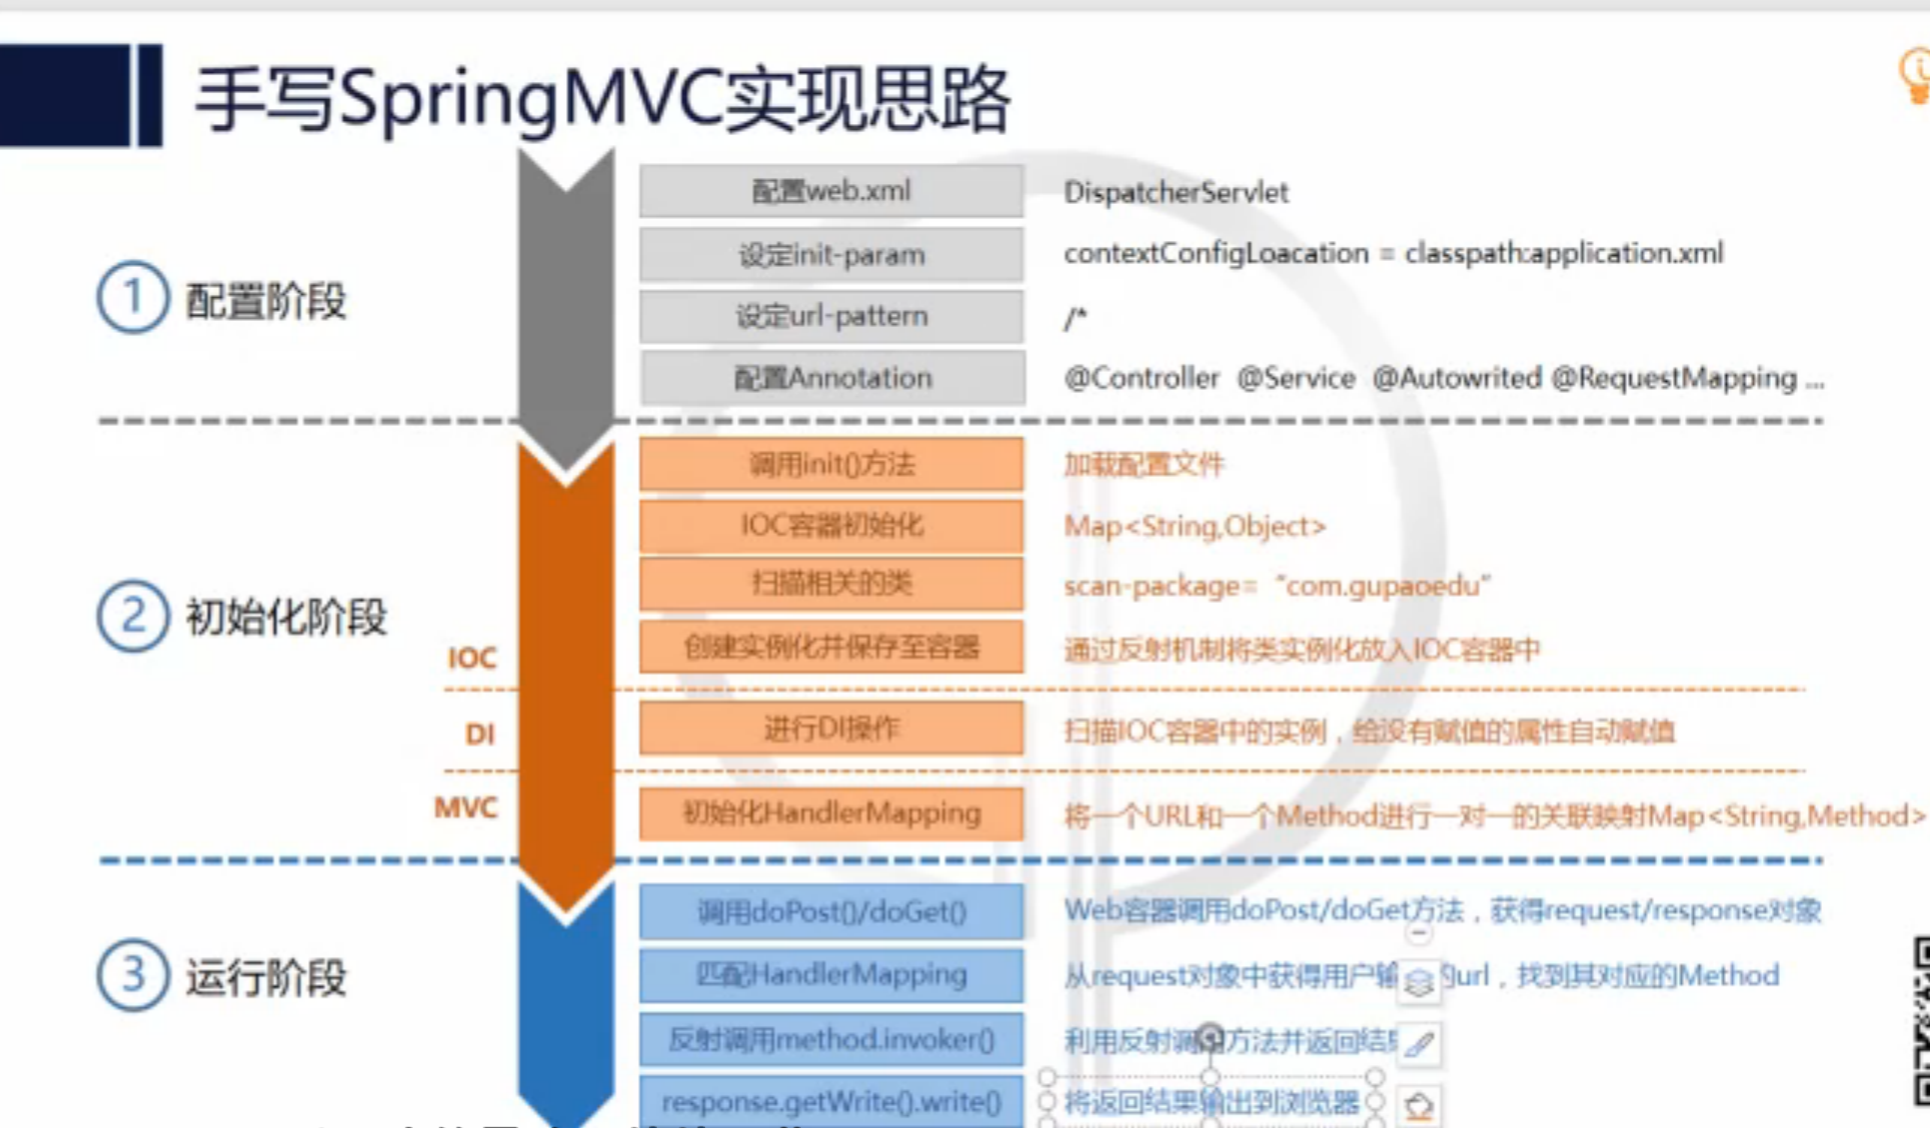 手写SpringMVC实现思路
1 配置阶段
配置web.xml DispatcherServlet
设定init-param contextConfigLoacation = classpath:application.xml
设定url-pattern /*
配置Annotation @Controller @Service @Autowrited @RequestMapping ...
2 初始化阶段
调用init()方法 加载配置文件
IOC容器初始化 Map<String,Object>
扫描相关的类 scan-package= “com.gupaoedu”
IOC
创建实例化并保存至容器 通过反射机制将类实例化放入IOC容器中
DI
进行DI操作 扫描IOC容器中的实例，给没有赋值的属性自动赋值
MVC
初始化HandlerMapping 将一个URL和一个Method进行一对一的关联映射Map<String,Method>
3 运行阶段
调用doPost()/doGet() Web容器调用doPost/doGet方法，获得request/response对象
匹配HandlerMapping 从request对象中获得用户输的url，找到其对应的Method
反射调用method.invoker() 利用反射调方法并返回结
response.getWrite().write() 将返回结果输出到浏览器